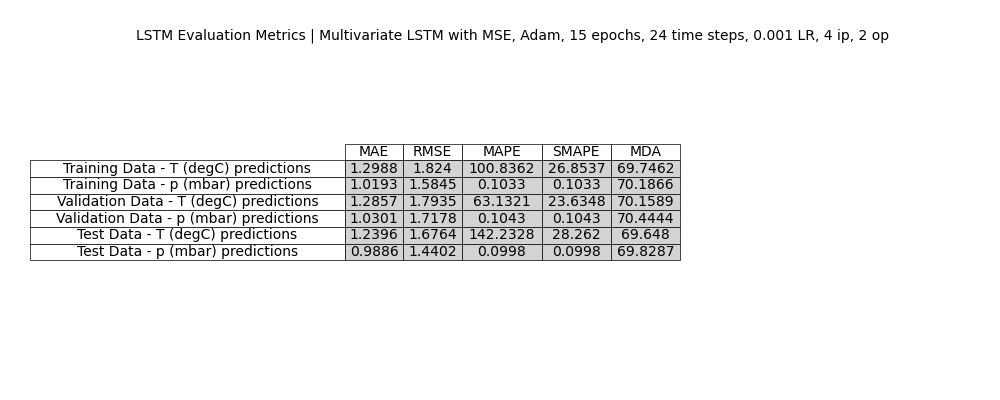 LSTM Evaluation Metrics | Multivariate LSTM with MSE, Adam, 15 epochs, 24 time steps, 0.001 LR, 4 ip, 2 op
MAE RMSE MAPE SMAPE MDA
Training Data - T (degC) predictions 1.2988 1.824 100.8362 26.8537 69.7462
Training Data - p (mbar) predictions 1.0193 1.5845 0.1033 0.1033 70.1866
Validation Data - T (degC) predictions 1.2857 1.7935 63.1321 23.6348 70.1589
Validation Data - p (mbar) predictions 1.0301 1.7178 0.1043 0.1043 70.4444
Test Data - T (degC) predictions 1.2396 1.6764 142.2328 28.262 69.648
Test Data - p (mbar) predictions 0.9886 1.4402 0.0998 0.0998 69.8287